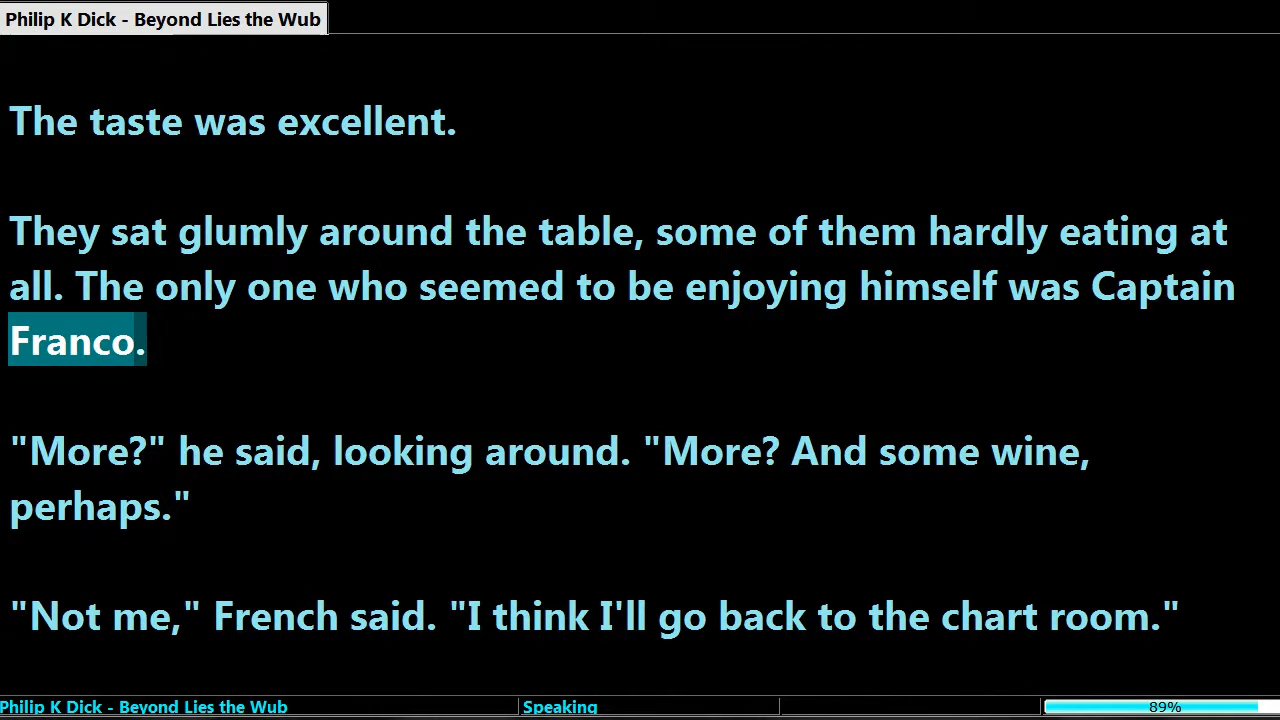 Philip K Dick - Beyond Lies the Wub
The taste was excellent.
They sat glumly around the table, some of them hardly eating at
all. The only one who seemed to be enjoying himself was Captain
Franco.
"More?" he said, looking around. "More? And some wine,
perhaps."
"Not me," French said. "I think I'll go back to the chart room."
Philip K Dick - Beyond Lies the Wub
Speaking
89%